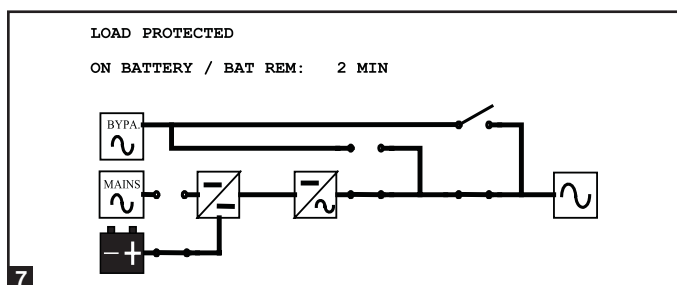 LOAD PROTECTED
ON BATTERY / BAT REM: 2 MIN
BYPA.
MAINS
7